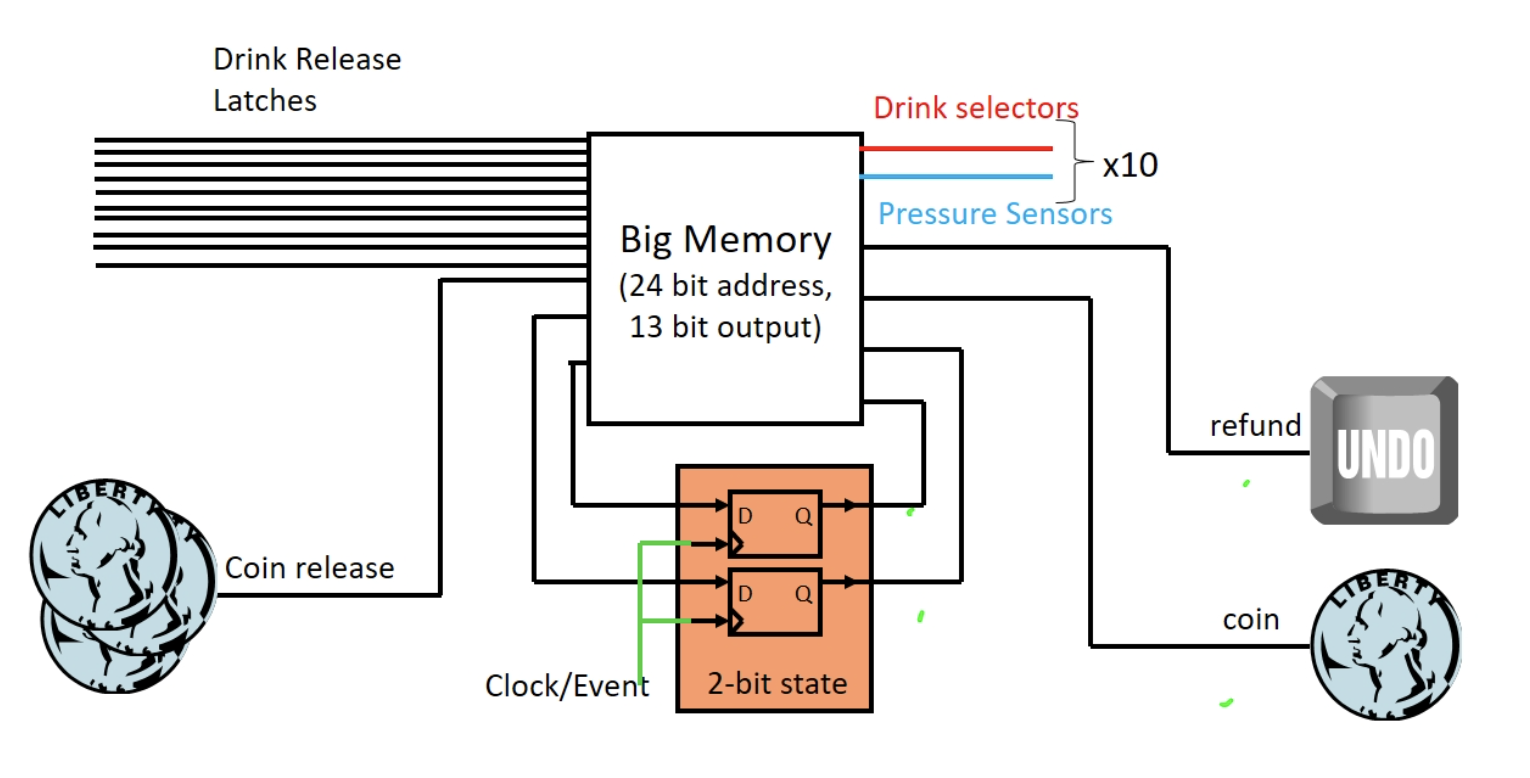 Drink Release
Latches
Drink selectors
x10
Pressure Sensors
Big Memory
(24 bit address,
13 bit output)
refund
UNDO
LIBERTY
TY
Coin release
D Q
D Q
Clock/Event
2-bit state
coin
LIBERTY